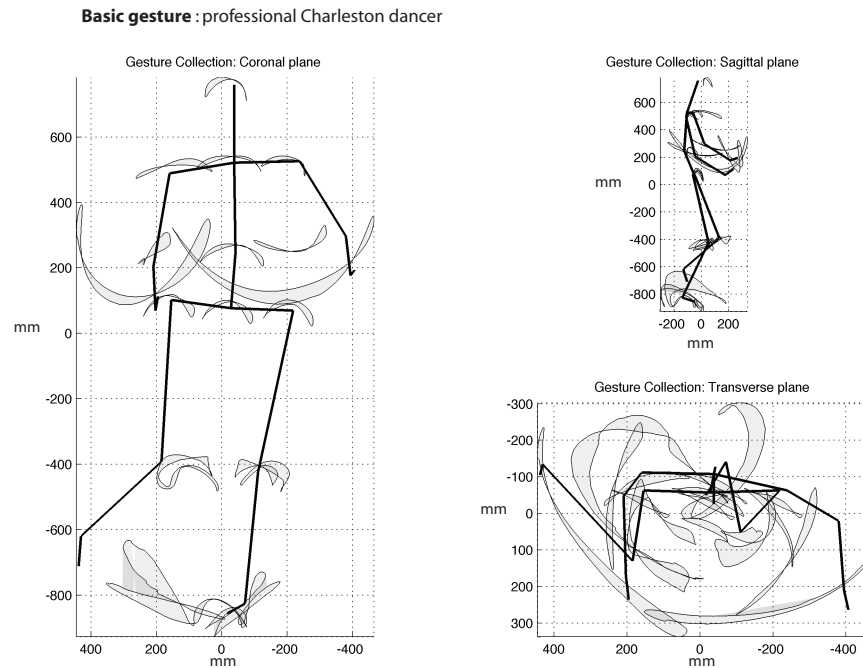 Basic gesture : professional Charleston dancer
Gesture Collection: Coronal plane
600
400
200
0
-200
-400
-600
-800
mm
400 200 0 -200 -400
mm
Gesture Collection: Sagittal plane
600
400
200
0
-200
-400
-600
-800
mm
-200 0 200
mm
Gesture Collection: Transverse plane
-300
-200
-100
0
100
200
300
mm
400 200 0 -200 -400
mm